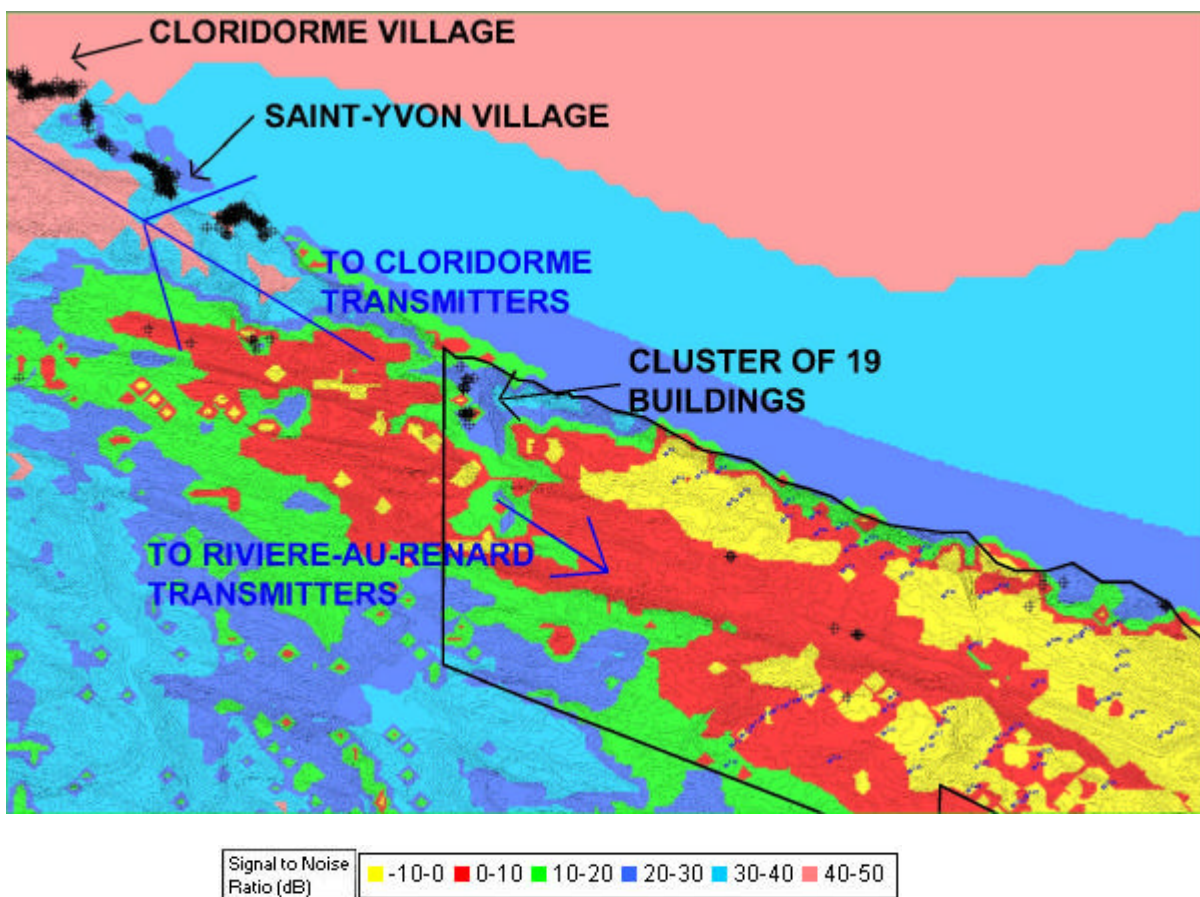 CLORIDORME VILLAGE
SAINT-YVON VILLAGE
TO CLORIDORME
TRANSMITTERS
CLUSTER OF 19
BUILDINGS
TO RIVIERE-AU-RENARD
TRANSMITTERS
Signal to Noise
Ratio (dB)
-10-0 0-10 10-20 20-30 30-40 40-50